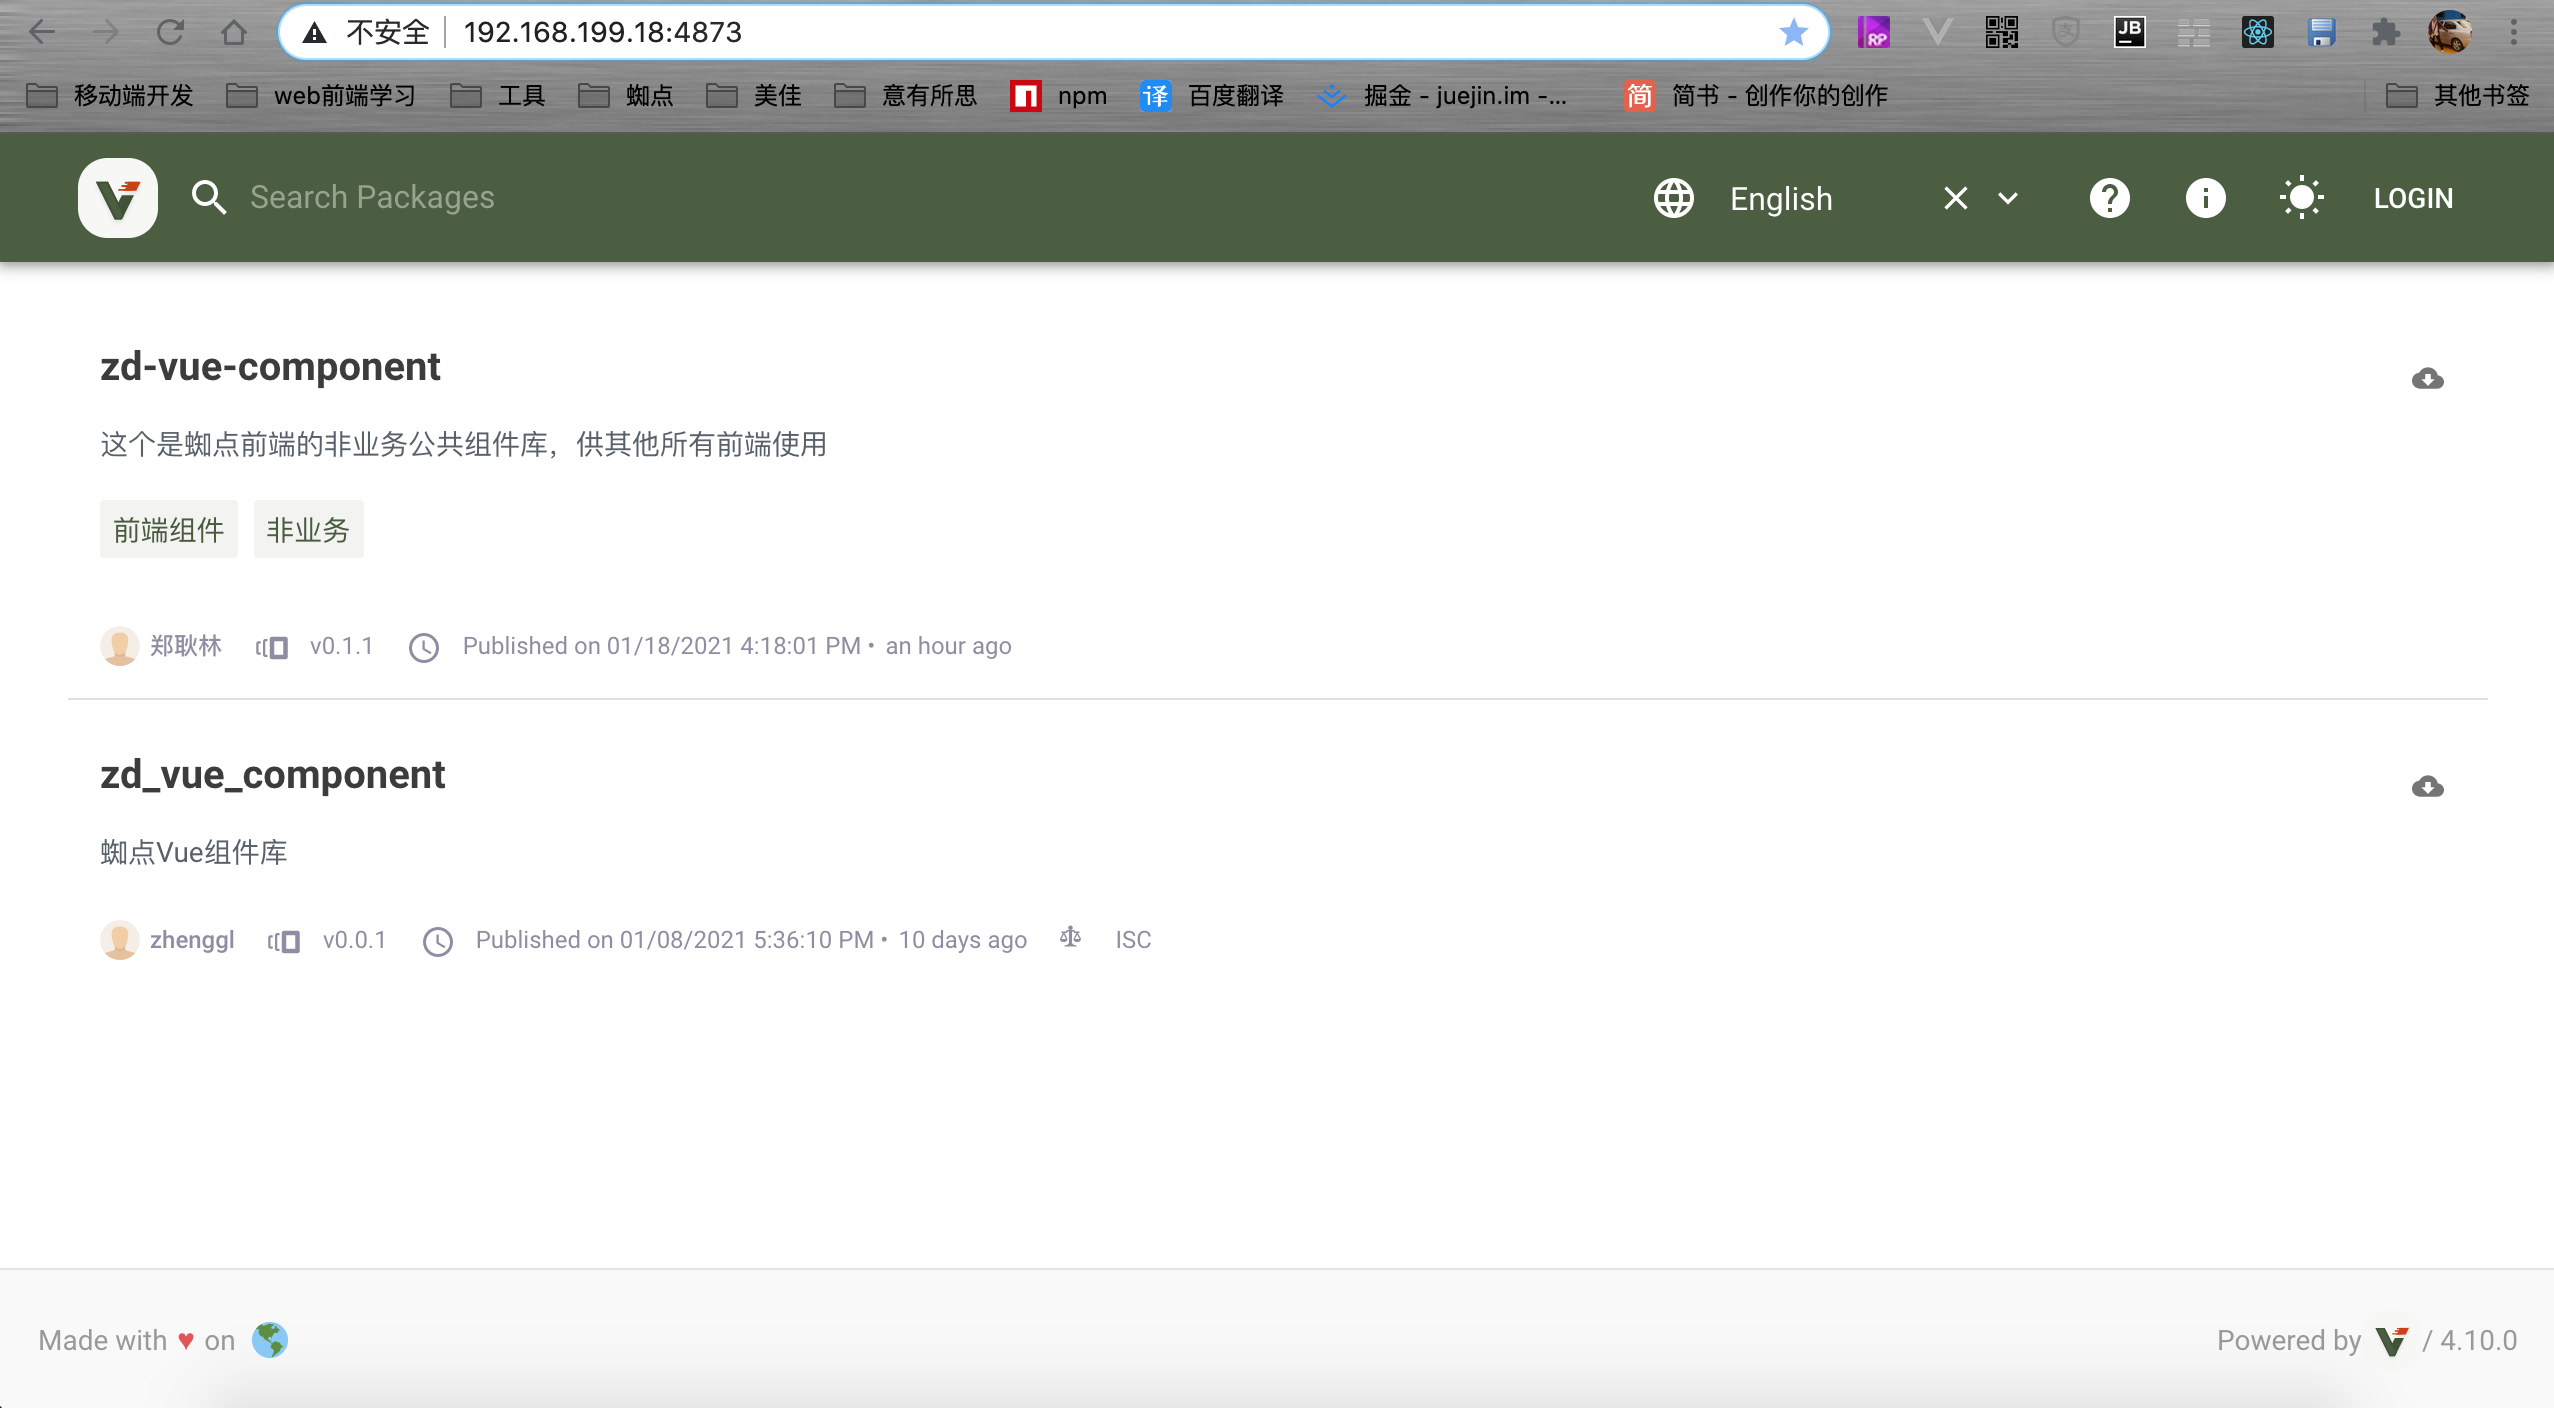 不安全 192.168.199.18:4873
RP JB
移动端开发 web前端学习 工具 蜘点 美佳 意有所思 npm 译 百度翻译 掘金 - juejin.im -... 简 简书 - 创作你的创作 其他书签
Search Packages English LOGIN
zd-vue-component
这个是蜘点前端的非业务公共组件库，供其他所有前端使用
前端组件 非业务
郑耿林 v0.1.1 Published on 01/18/2021 4:18:01 PM • an hour ago
zd_vue_component
蜘点Vue组件库
zhenggl v0.0.1 Published on 01/08/2021 5:36:10 PM • 10 days ago ISC
Made with ♥ on
Powered by / 4.10.0